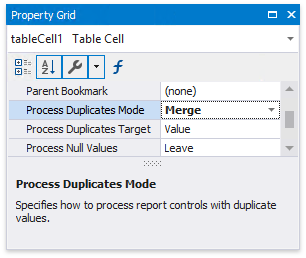 Property Grid
tableCell1 Table Cell
Parent Bookmark (none)
Process Duplicates Mode Merge
Process Duplicates Target Value
Process Null Values Leave
Process Duplicates Mode
Specifies how to process report controls with duplicate
values.